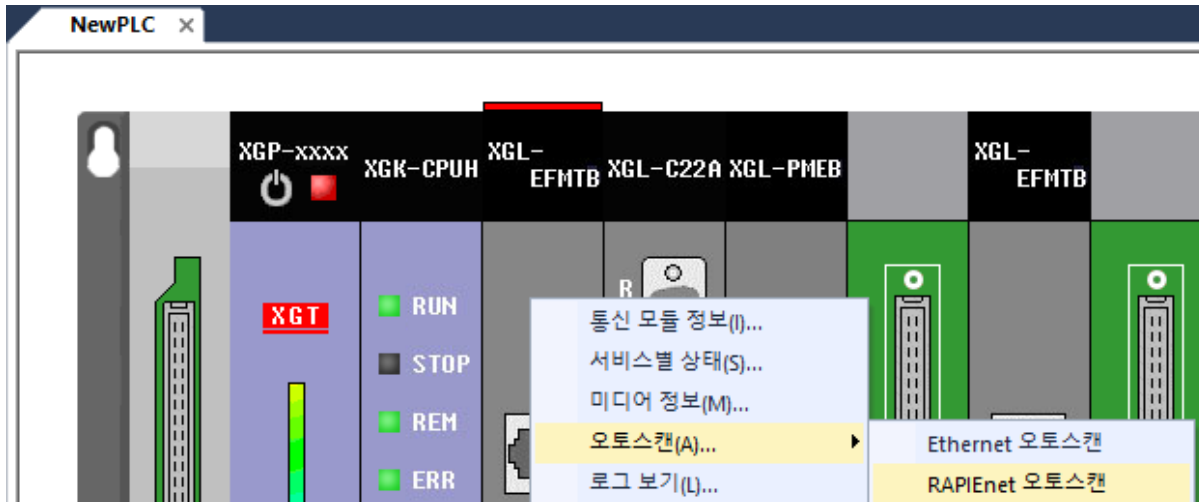 NewPLC ×
XGP-xxxx
XGK-CPUH
XGL-
EFMTB
XGL-C22A
XGL-PMEB
XGL-
EFMTB
XGT
RUN
STOP
REM
ERR
R
통신 모듈 정보(I)...
서비스별 상태(S)...
미디어 정보(M)...
오토스캔(A)...
로그 보기(L)...
Ethernet 오토스캔
RAPIEnet 오토스캔